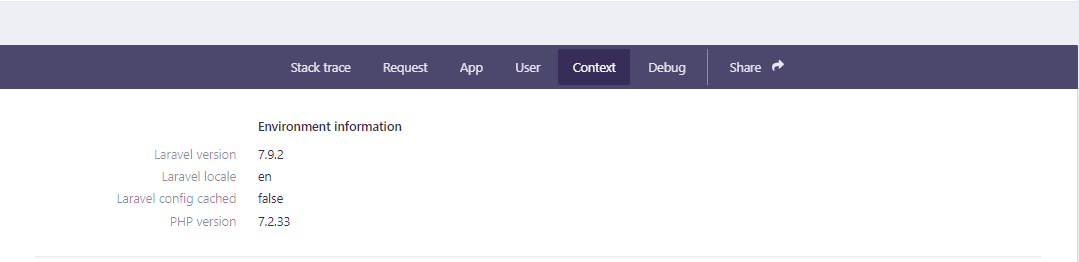 Stack trace Request App User Context Debug Share
Environment information
Laravel version 7.9.2
Laravel locale en
Laravel config cached false
PHP version 7.2.33